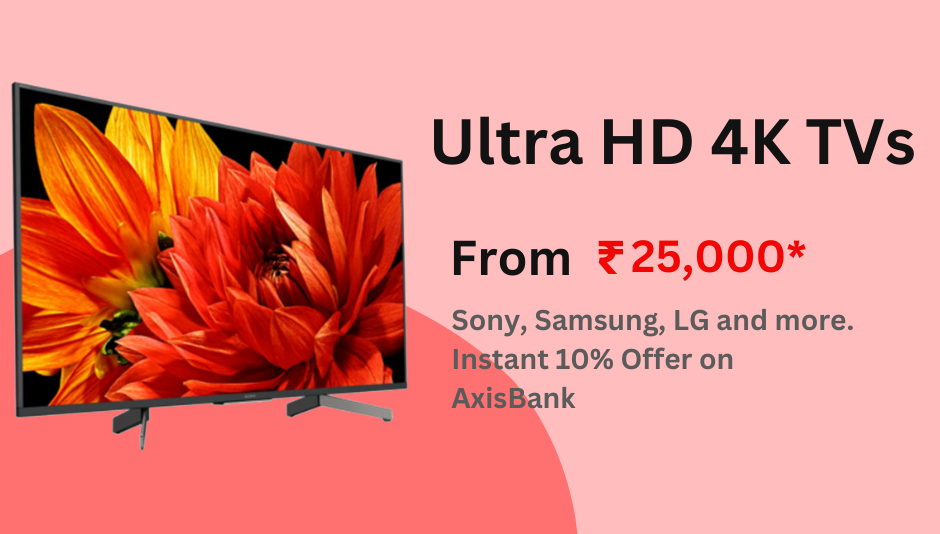 Ultra HD 4K TVs
From ₹25,000*
Sony, Samsung, LG and more.
Instant 10% Offer on
AxisBank